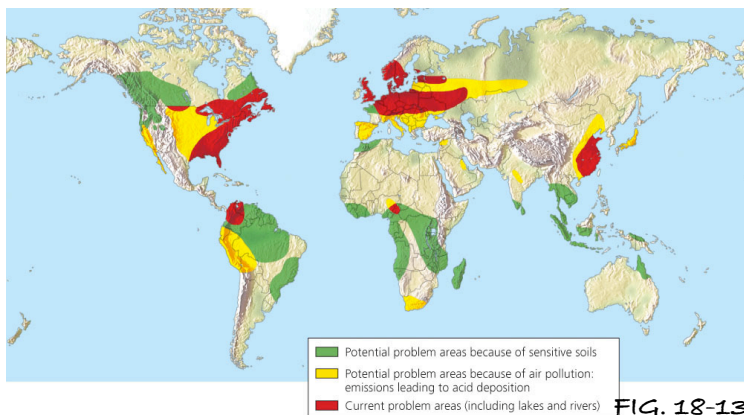 Potential problem areas because of sensitive soils
Potential problem areas because of air pollution:
emissions leading to acid deposition
Current problem areas (including lakes and rivers)
FIG. 18-13